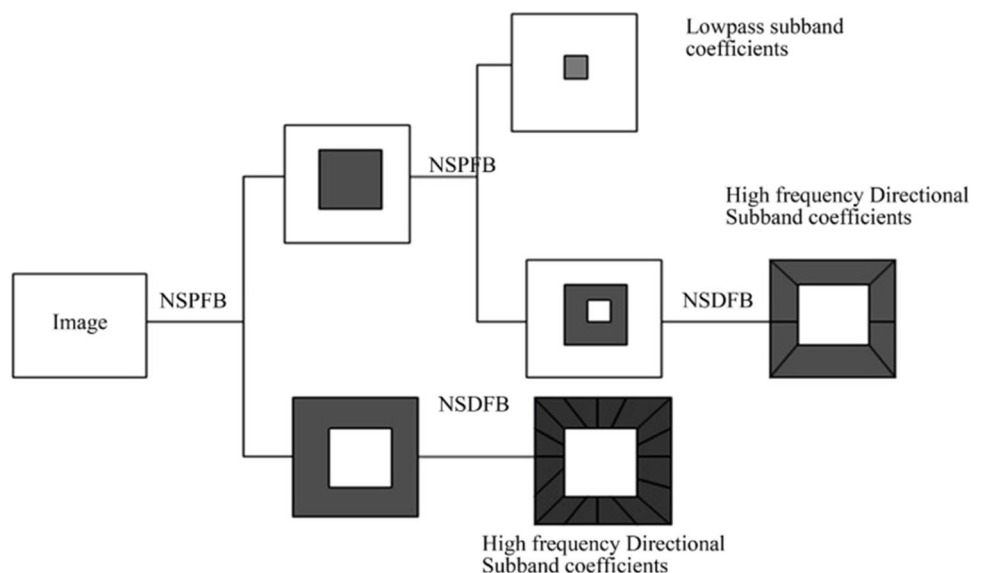 Lowpass subband
coefficients
NSPFB
High frequency Directional
Subband coefficients
NSPFB
NSDFB
Image
NSDFB
High frequency Directional
Subband coefficients